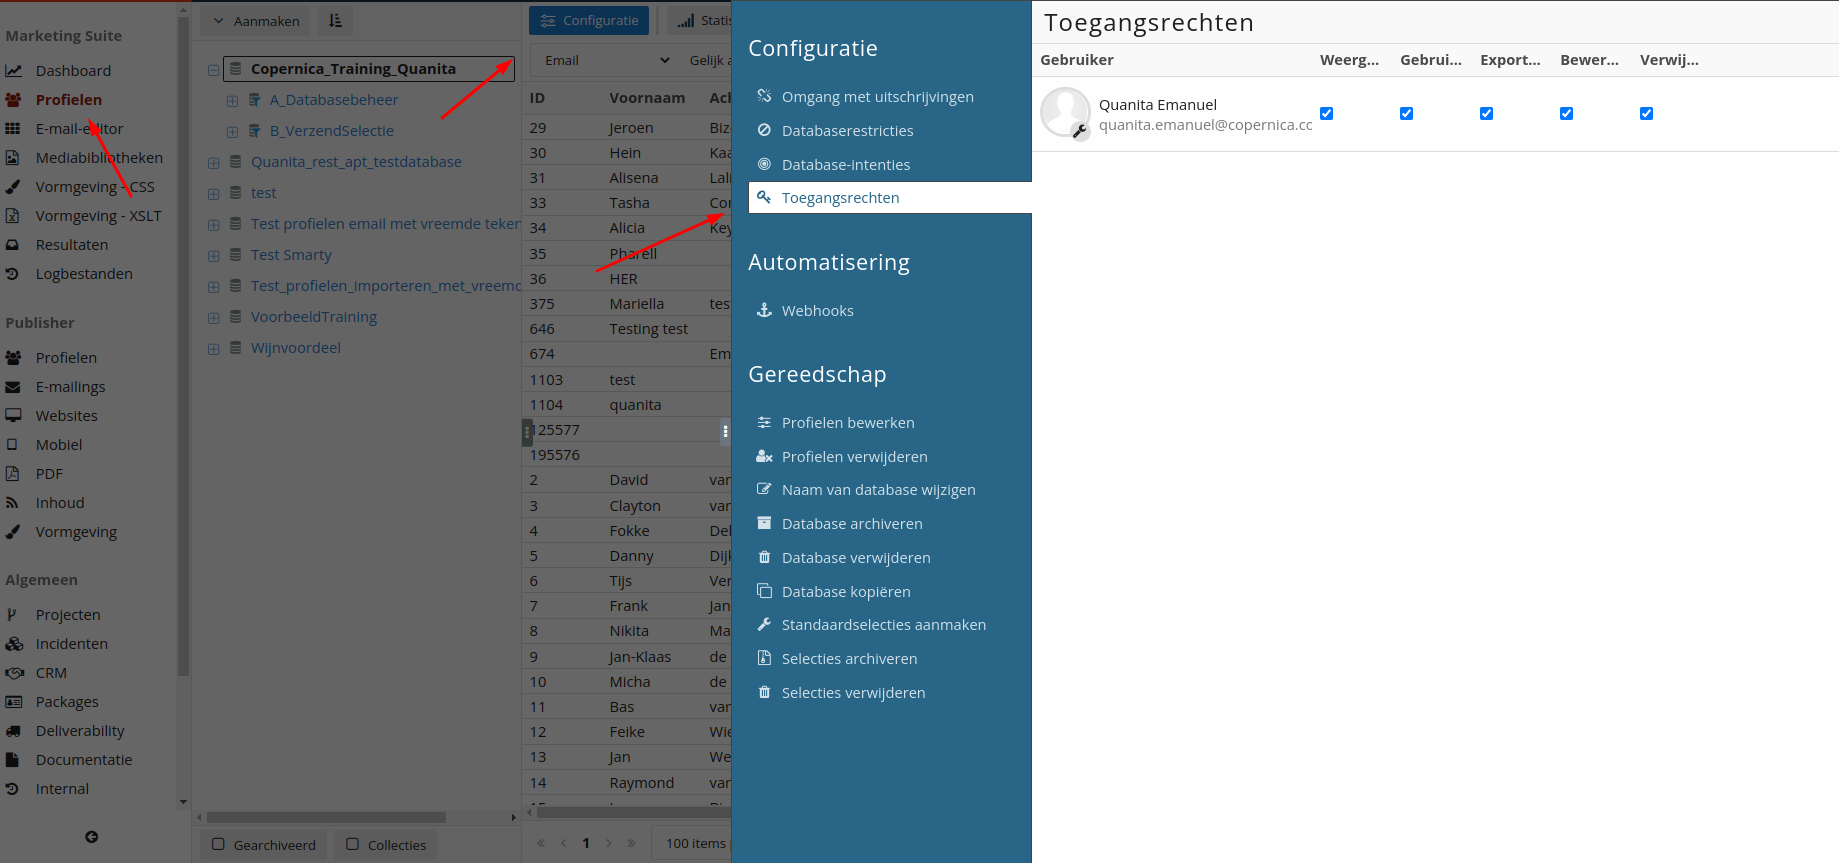 Marketing Suite
Dashboard
Profielen
E-mail-editor
Mediabibliotheken
Vormgeving - CSS
Vormgeving - XSLT
Resultaten
Logbestanden
Publisher
Profielen
E-mailings
Websites
Mobiel
PDF
Inhoud
Vormgeving
Algemeen
Projecten
Incidenten
CRM
Packages
Deliverability
Documentatie
Internal
Aanmaken
Copernica_Training_Quanita
A_Databasebeheer
B_VerzendSelectie
Quanita_rest_apt_testdatabase
test
Test profielen email met vreemde teken
Test Smarty
Test_profielen_Importeren_met_vreemd
VoorbeeldTraining
Wijnvoordeel
Gearchiveerd
Collecties
Configuratie
Statis
Email
Gelijk a
ID Voornaam Ach
29 Jeroen Biz
30 Hein Kaa
31 Alisena Lali
33 Tasha Cor
34 Alicia Key
35 Pharell
36 HER
375 Mariella tes
646 Testing test
674 Em
1103 test
1104 quanita
125577
195576
2 David van
3 Clayton van
4 Fokke Del
5 Danny Dijk
6 Tijs Ver
7 Frank Jan
8 Nikita Ma
9 Jan-Klaas de
10 Micha de
11 Bas van
12 Feike Wie
13 Jan We
14 Raymond van
« ‹ 1 › » 100 items
Configuratie
Omgang met uitschrijvingen
Databaserestricties
Database-intenties
Toegangsrechten
Automatisering
Webhooks
Gereedschap
Profielen bewerken
Profielen verwijderen
Naam van database wijzigen
Database archiveren
Database verwijderen
Database kopiëren
Standaardselecties aanmaken
Selecties archiveren
Selecties verwijderen
Toegangsrechten
Gebruiker Weerg... Gebrui... Export... Bewer... Verwij...
Quanita Emanuel
quanita.emanuel@copernica.cc